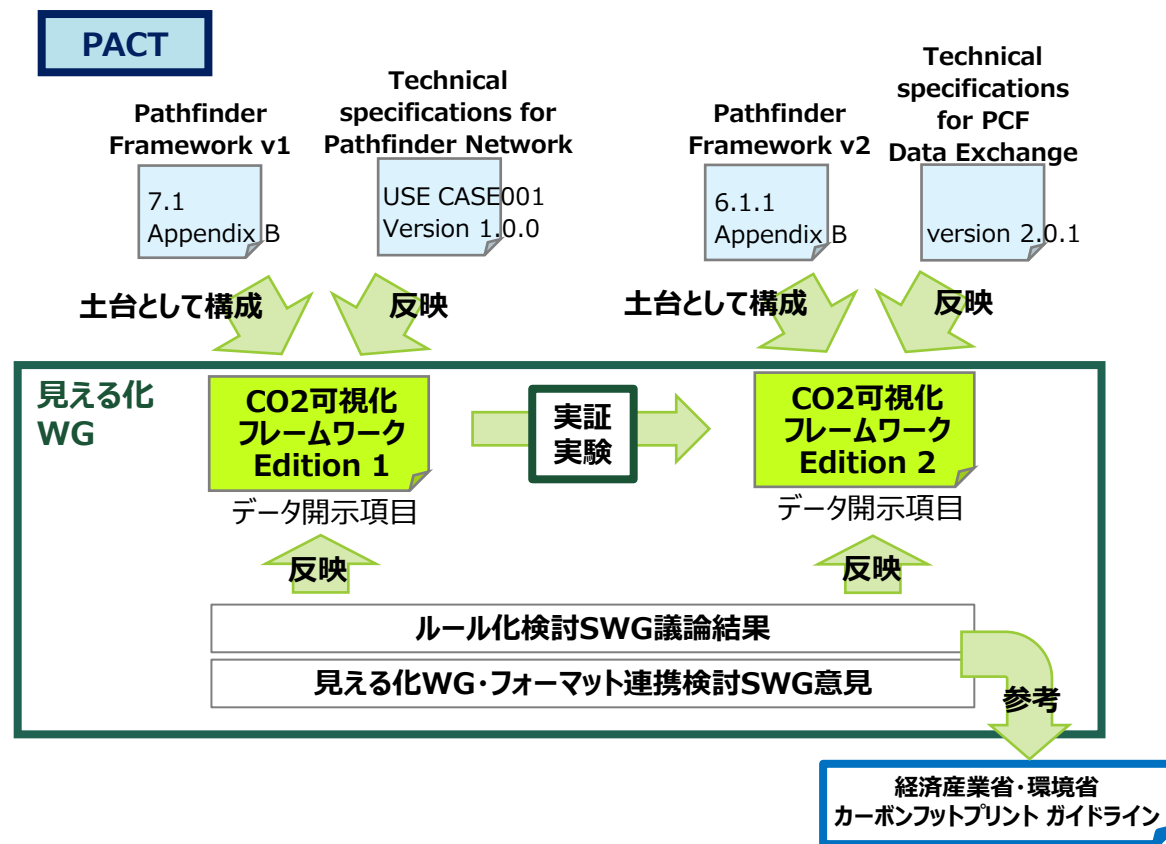 PACT
Pathfinder
Framework v1
7.1
Appendix B
Technical
specifications for
Pathfinder Network
USE CASE001
Version 1.0.0
Pathfinder
Framework v2
6.1.1
Appendix B
Technical
specifications
for PCF
Data Exchange
version 2.0.1
土台として構成
反映
土台として構成
反映
見える化
WG
CO2可視化
フレームワーク
Edition 1
データ開示項目
実証
実験
CO2可視化
フレームワーク
Edition 2
データ開示項目
反映
反映
ルール化検討SWG議論結果
見える化WG・フォーマット連携検討SWG意見
参考
経済産業省・環境省
カーボンフットプリント ガイドライン